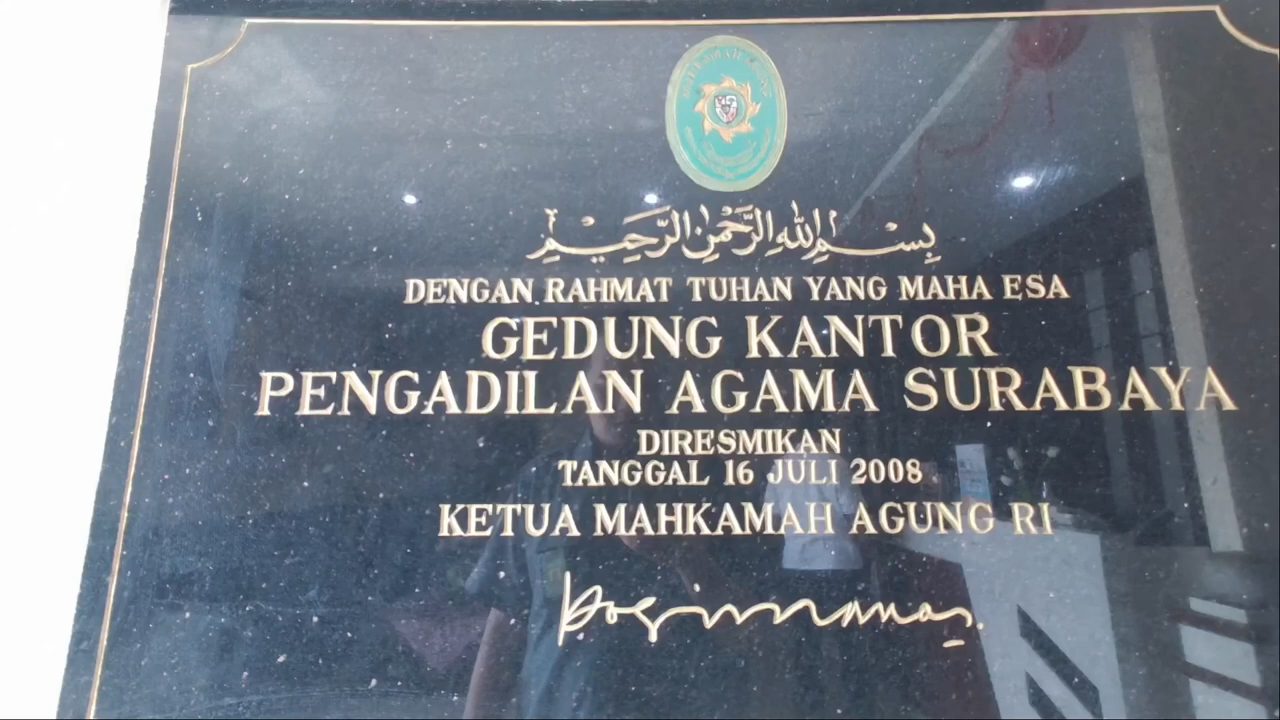 بِسْمِ اللهِ الرَّحْمٰنِ الرَّحِيْمِ
DENGAN RAHMAT TUHAN YANG MAHA ESA
GEDUNG KANTOR
PENGADILAN AGAMA SURABAYA
DIRESMIKAN
TANGGAL 16 JULI 2008
KETUA MAHKAMAH AGUNG RI